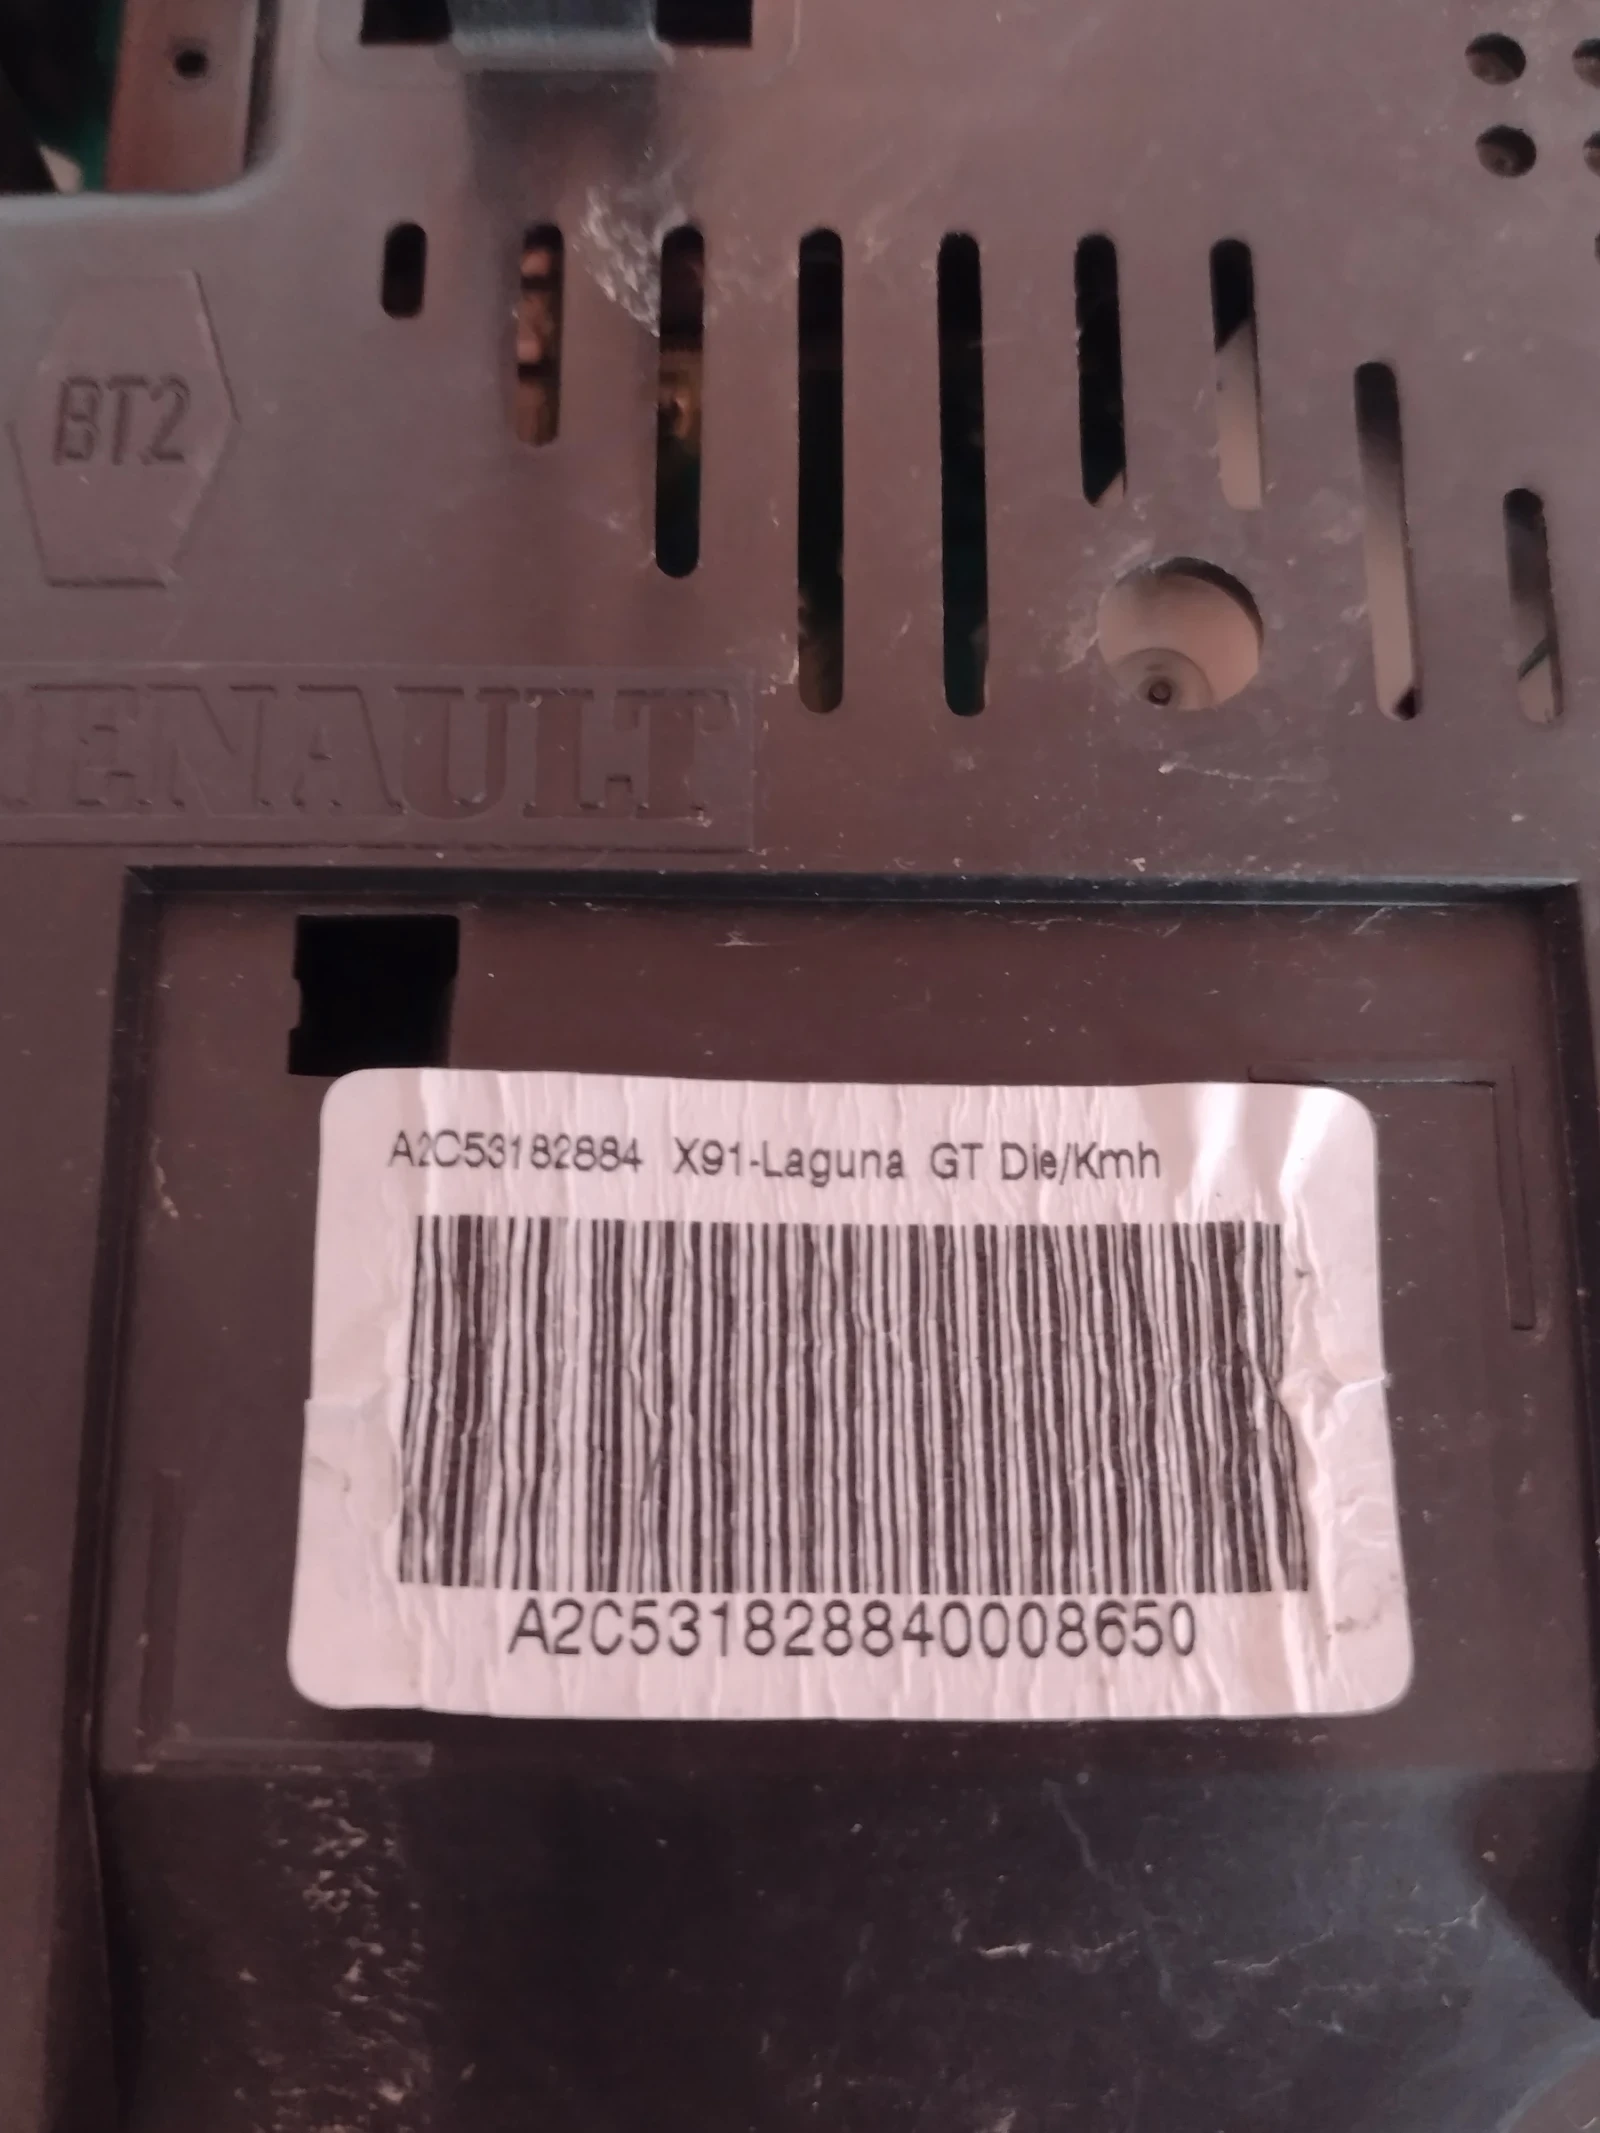 BT2
RENAULT
A2C53182884 X91-Laguna GT Die/Kmh
A2C531828840008650